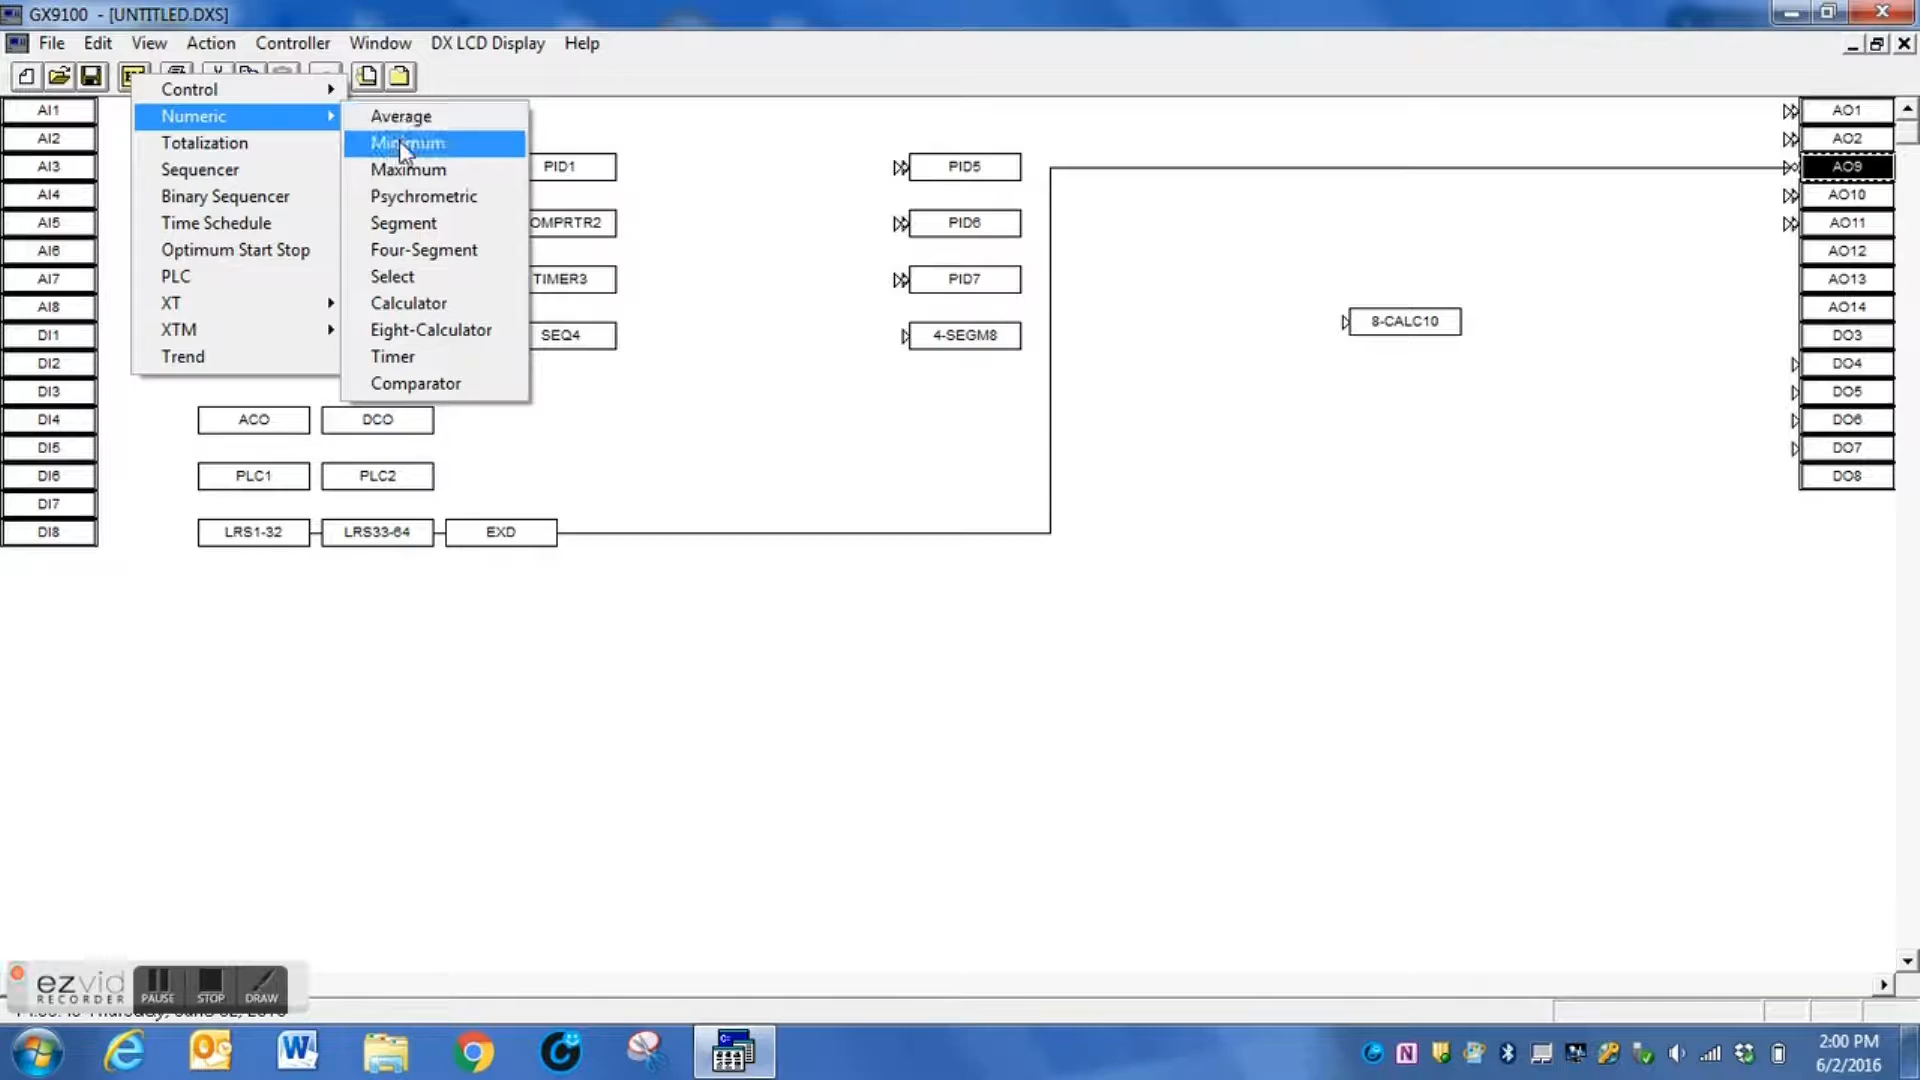 GX9100 - [UNTITLED.DXS]
File Edit View Action Controller Window DX LCD Display Help
Control
Numeric
Totalization
Sequencer
Binary Sequencer
Time Schedule
Optimum Start Stop
PLC
XT
XTM
Trend
Average
Minimum
Maximum
Psychrometric
Segment
Four-Segment
Select
Calculator
Eight-Calculator
Timer
Comparator
AI1
AI2
AI3
AI4
AI5
AI6
AI7
AI8
DI1
DI2
DI3
DI4
DI5
DI6
DI7
DI8
PID1
OMPRTR2
TIMER3
SEQ4
ACO DCO
PLC1 PLC2
LRS1-32 LRS33-64 EXD
PID5
PID6
PID7
4-SEGM8
8-CALC10
AO1
AO2
AO9
AO10
AO11
AO12
AO13
AO14
DO3
DO4
DO5
DO6
DO7
DO8
ezvid
RECORDER
PAUSE STOP DRAW
2:00 PM
6/2/2016